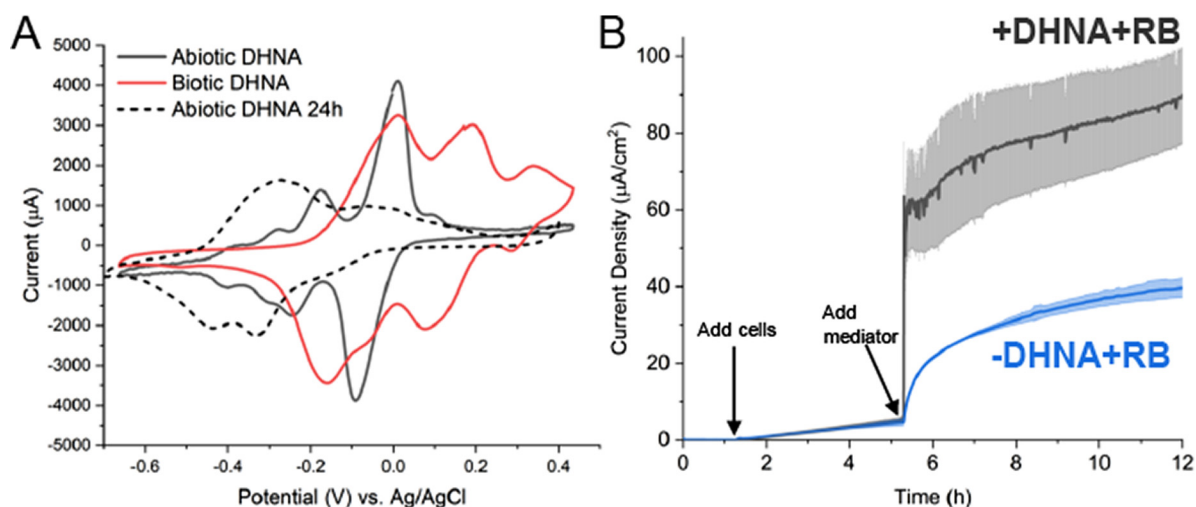 A
Abiotic DHNA
Biotic DHNA
Abiotic DHNA 24h
5000
4000
3000
2000
1000
0
-1000
-2000
-3000
-4000
-5000
Current (µA)
-0.6
-0.4
-0.2
0.0
0.2
0.4
Potential (V) vs. Ag/AgCl
B
+DHNA+RB
100
80
60
40
20
0
Current Density (µA/cm²)
Add cells
Add
mediator
-DHNA+RB
0
2
4
6
8
10
12
Time (h)